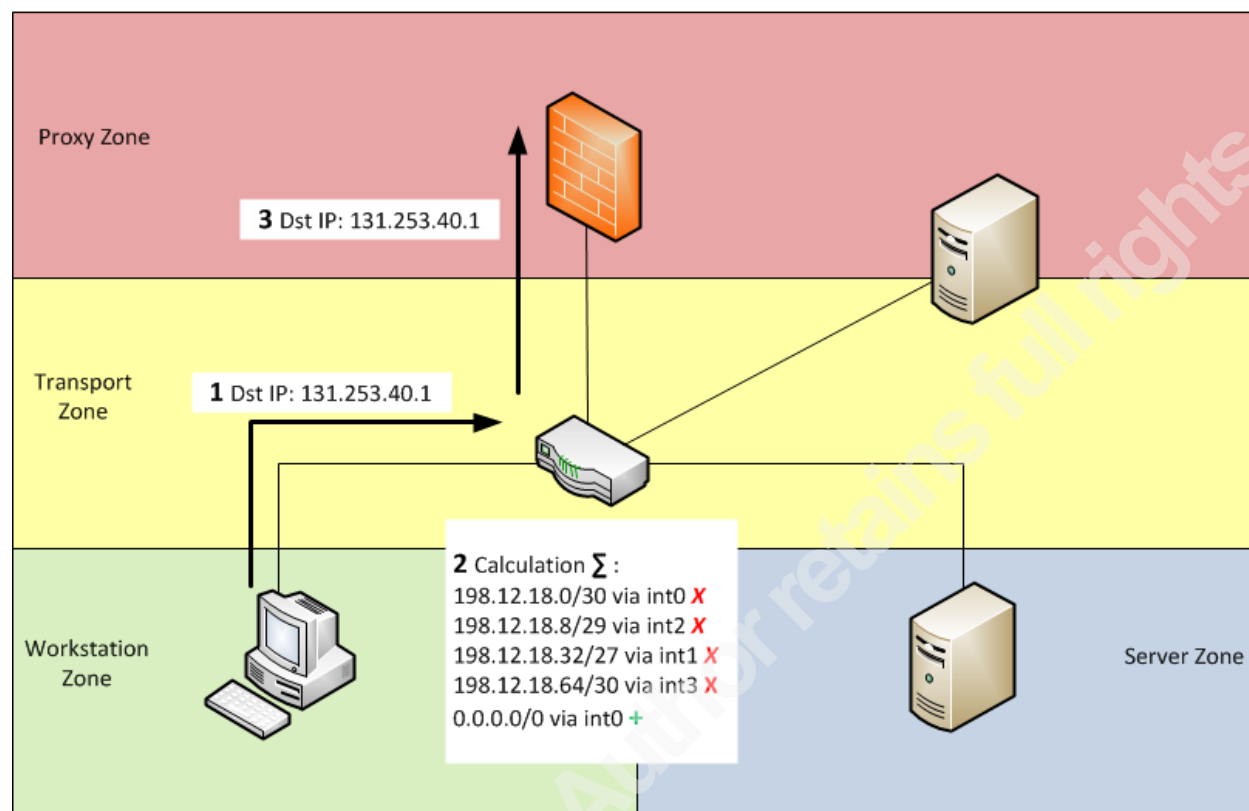 Proxy Zone
3 Dst IP: 131.253.40.1
Transport
Zone
1 Dst IP: 131.253.40.1
2 Calculation ∑ :
198.12.18.0/30 via int0 X
198.12.18.8/29 via int2 X
198.12.18.32/27 via int1 X
198.12.18.64/30 via int3 X
0.0.0.0/0 via int0 +
Workstation
Zone
Server Zone
Author retains full rights